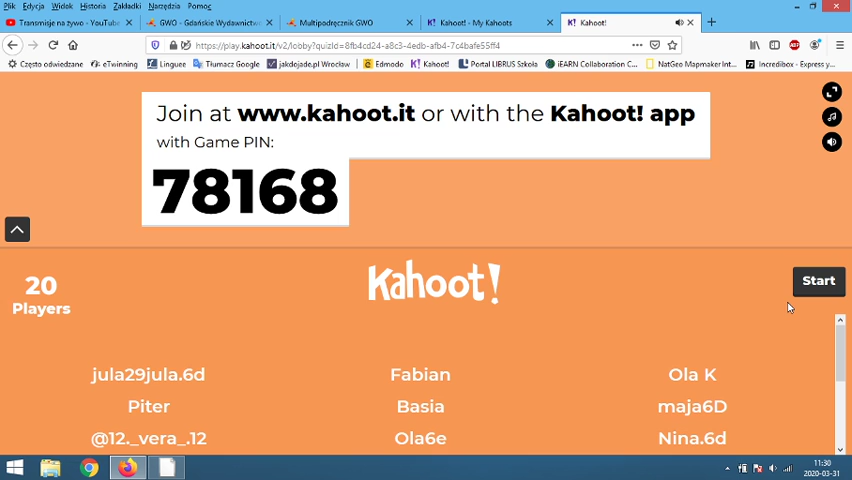 Plik Edycja Widok Historia Zakładki Narzędzia Pomoc
Transmisje na żywo - YouTube
GWO - Gdańskie Wydawnictwo
Multipodręcznik GWO
Kahoot! - My Kahoots
Kahoot!
https://play.kahoot.it/v2/lobby?quizId=8fb4cd24-a8c3-4edb-afb4-7c4bafe55ff4
Często odwiedzane eTwinning Linguee Tłumacz Google jakdojade.pl Wrocław Edmodo Kahoot! Portal LIBRUS Szkoła iEARN Collaboration C... NatGeo Mapmaker Int... Incredibox - Express y...
Join at www.kahoot.it or with the Kahoot! app
with Game PIN:
78168
20
Players
Kahoot!
Start
jula29jula.6d Fabian Ola K
Piter Basia maja6D
@12._vera_.12 Ola6e Nina.6d
11:30
2020-03-31